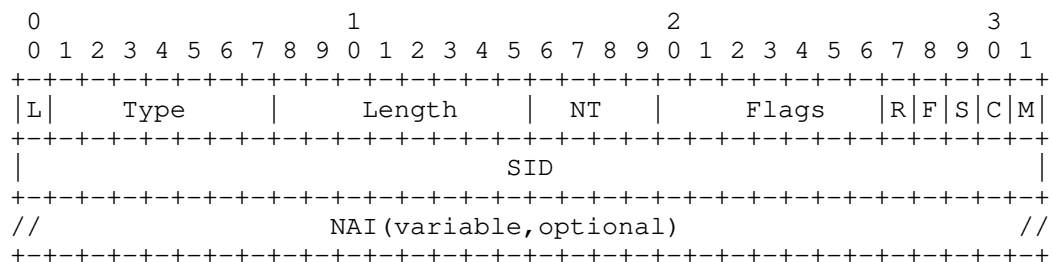 0                   1                   2                   3
 0 1 2 3 4 5 6 7 8 9 0 1 2 3 4 5 6 7 8 9 0 1 2 3 4 5 6 7 8 9 0 1
+-+-+-+-+-+-+-+-+-+-+-+-+-+-+-+-+-+-+-+-+-+-+-+-+-+-+-+-+-+-+-+-+
|L|    Type     |     Length    |  NT   |     Flags   |R|F|S|C|M|
+-+-+-+-+-+-+-+-+-+-+-+-+-+-+-+-+-+-+-+-+-+-+-+-+-+-+-+-+-+-+-+-+
|                              SID                              |
+-+-+-+-+-+-+-+-+-+-+-+-+-+-+-+-+-+-+-+-+-+-+-+-+-+-+-+-+-+-+-+-+
//                  NAI(variable,optional)                     //
+-+-+-+-+-+-+-+-+-+-+-+-+-+-+-+-+-+-+-+-+-+-+-+-+-+-+-+-+-+-+-+-+